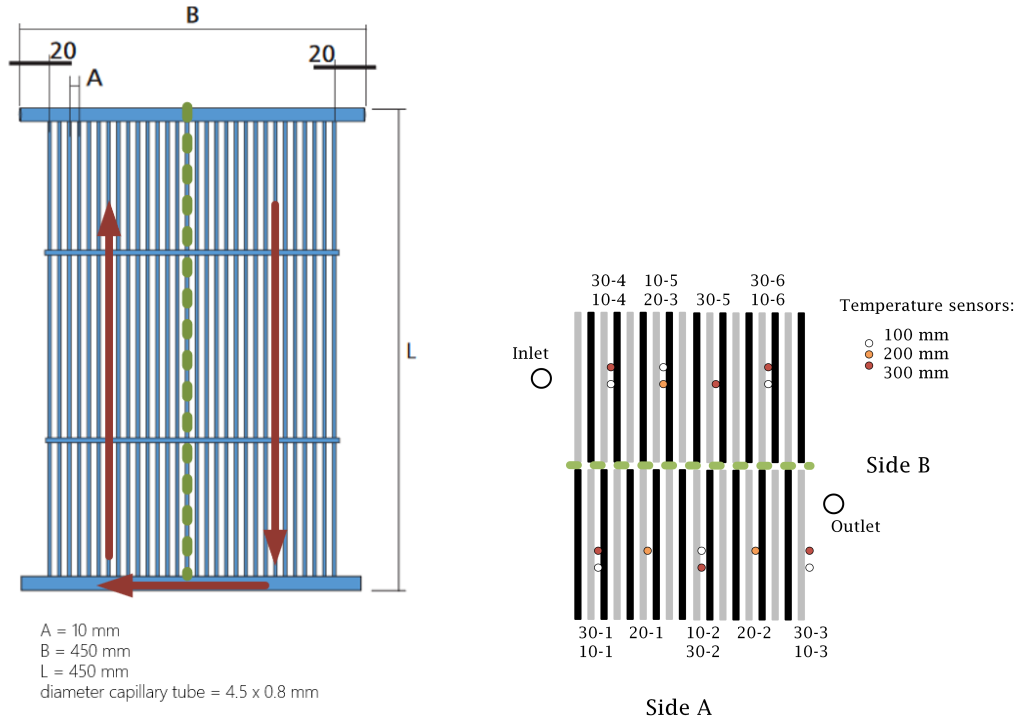 B
20
20
A
L
A = 10 mm
B = 450 mm
L = 450 mm
diameter capillary tube = 4.5 x 0.8 mm
30-4 10-5 30-6
10-4 20-3 30-5 10-6
Temperature sensors:
100 mm
200 mm
300 mm
Inlet
Side B
Outlet
30-1 20-1 10-2 20-2 30-3
10-1 30-2 10-3
Side A